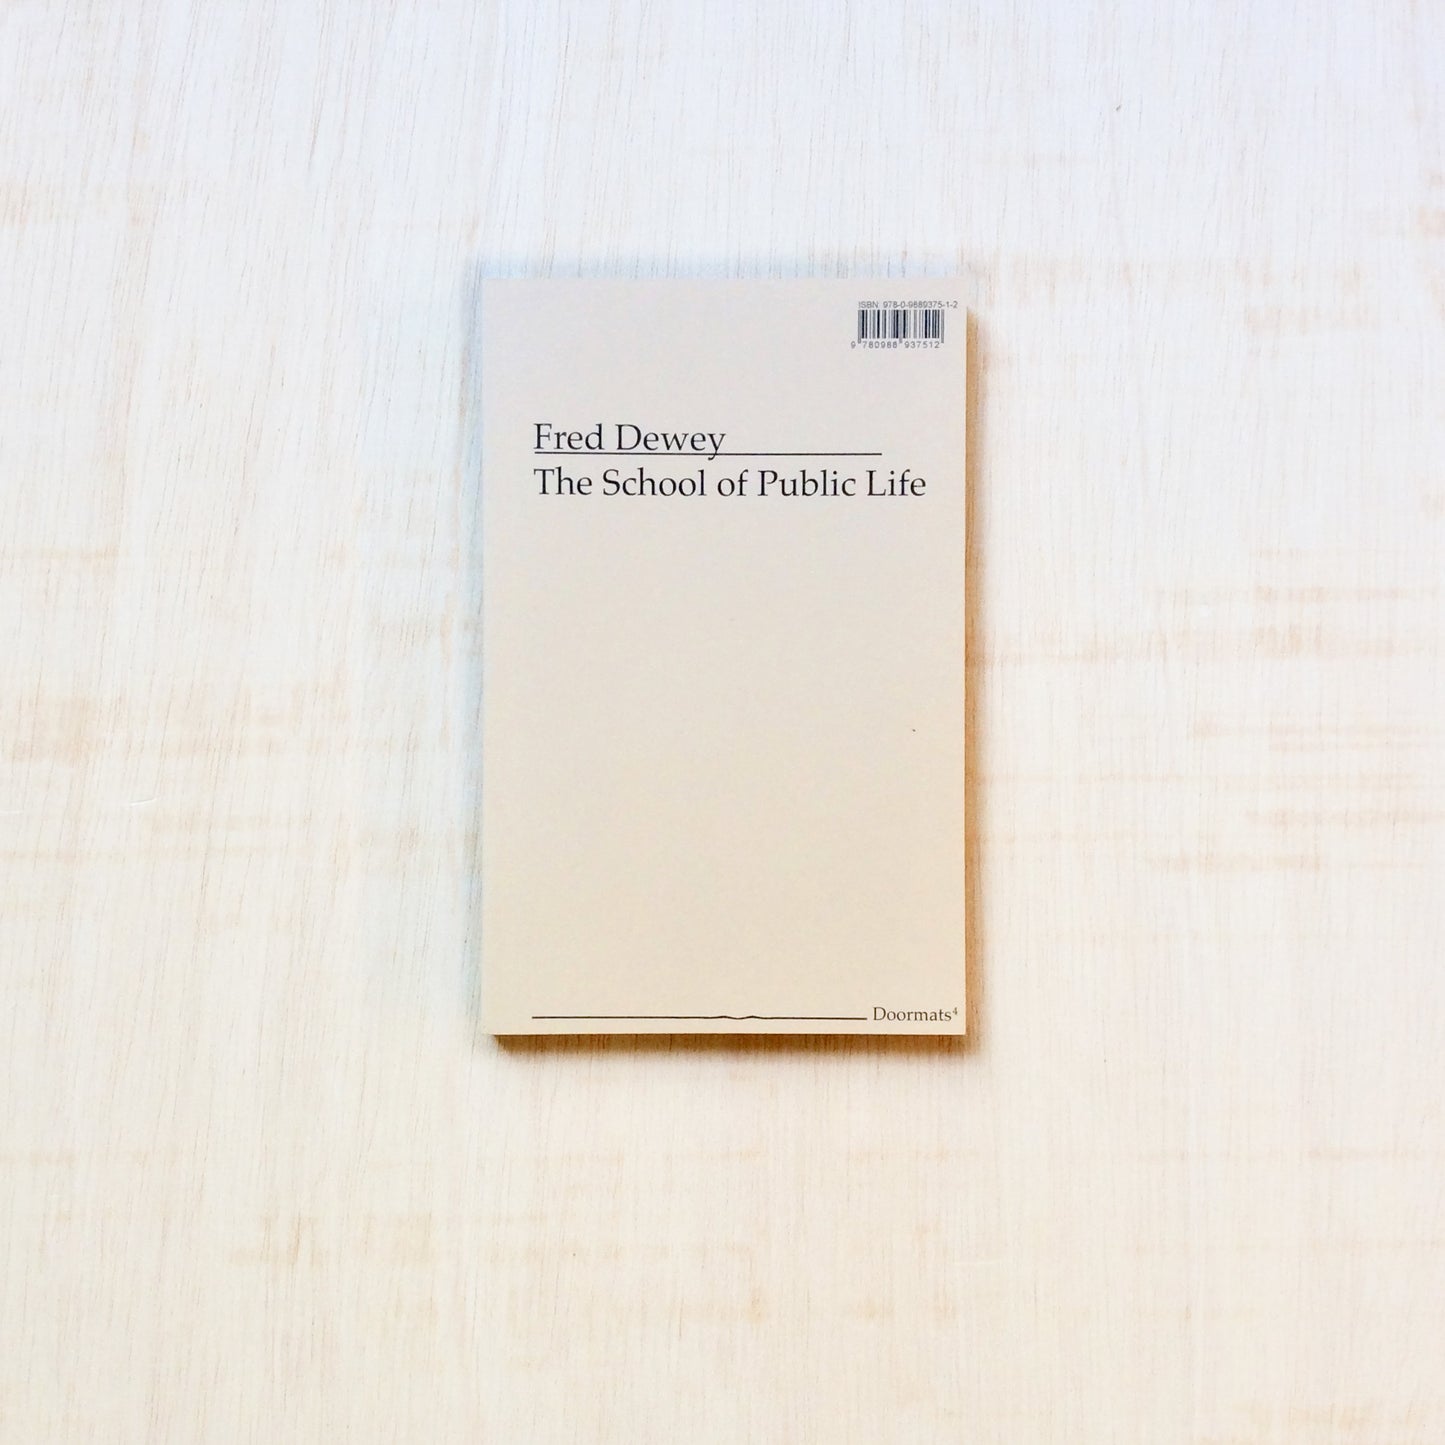 ISBN: 978-0-9889375-1-2
9 780988 937512
Fred Dewey
The School of Public Life
Doormats⁴